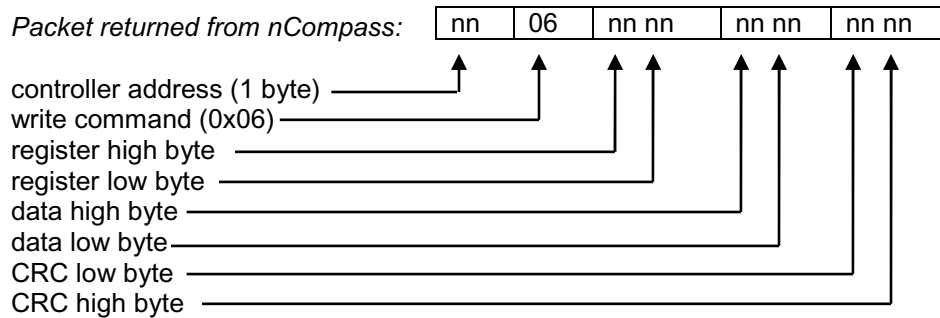 Packet returned from nCompass: nn 06 nn nn nn nn nn nn
controller address (1 byte)
write command (0x06)
register high byte
register low byte
data high byte
data low byte
CRC low byte
CRC high byte